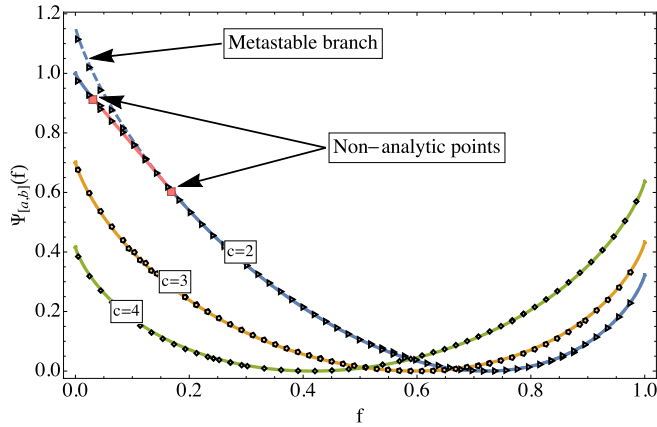 1.2
Metastable branch
1.0
0.8
Non-analytic points
Ψ[a.b](f)
0.6
0.4
c=2
c=3
c=4
0.2
0.0
0.0 0.2 0.4 0.6 0.8 1.0
f